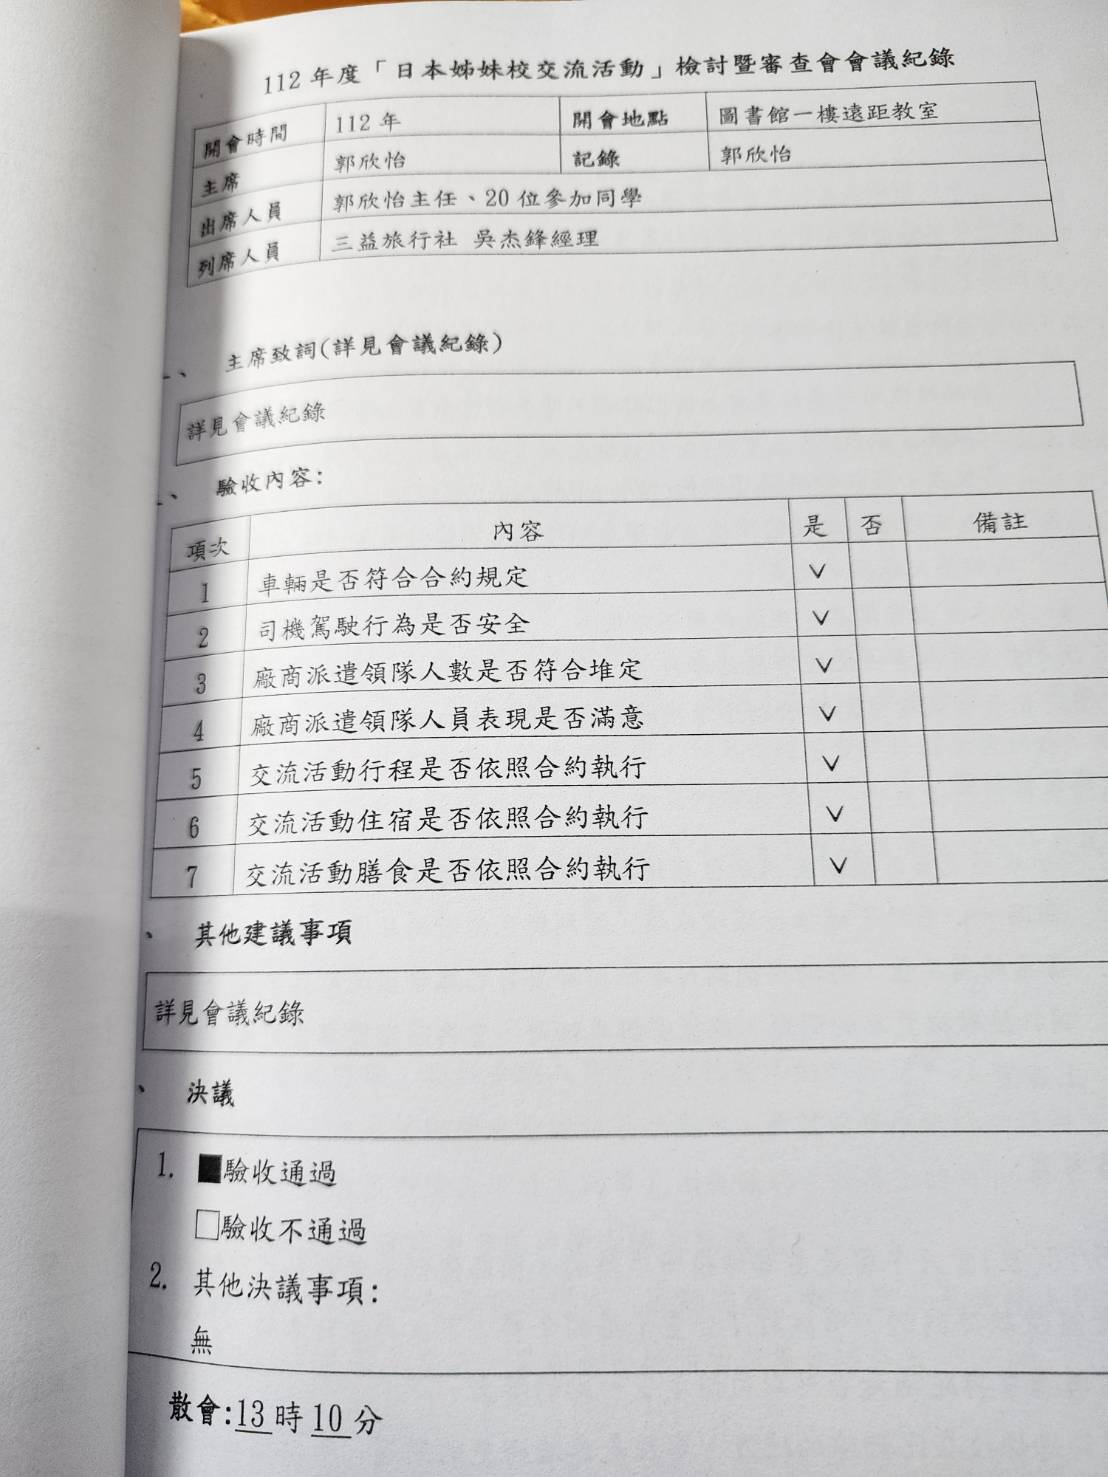 112 年度「日本姊妹校交流活動」檢討暨審查會會議紀錄
開會時間 112 年 開會地點 圖書館一樓遠距教室
主席 郭欣怡 記錄 郭欣怡
出席人員 郭欣怡主任、20 位參加同學
列席人員 三益旅行社 吳杰鋒經理
、 主席致詞(詳見會議紀錄)
詳見會議紀錄
、 驗收內容:
項次 內容 是 否 備註
1 車輛是否符合合約規定 V
2 司機駕駛行為是否安全 V
3 廠商派遣領隊人數是否符合堆定 V
4 廠商派遣領隊人員表現是否滿意 V
5 交流活動行程是否依照合約執行 V
6 交流活動住宿是否依照合約執行 V
7 交流活動膳食是否依照合約執行 V
、 其他建議事項
詳見會議紀錄
、 決議
1. ■驗收通過
□驗收不通過
2. 其他決議事項:
無
散會:13 時 10 分